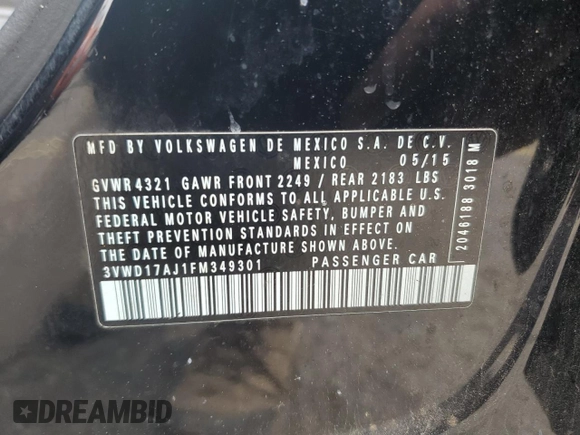 MFD BY VOLKSWAGEN DE MEXICO S.A. DE C.V.
MEXICO 05/15
GVWR 4321 GAWR FRONT 2249 / REAR 2183 LBS
THIS VEHICLE CONFORMS TO ALL APPLICABLE U.S.
FEDERAL MOTOR VEHICLE SAFETY, BUMPER AND
THEFT PREVENTION STANDARDS IN EFFECT ON
THE DATE OF MANUFACTURE SHOWN ABOVE.
3VWD17AJ1FM349301 PASSENGER CAR
2046188 3018 M
DREAMBID